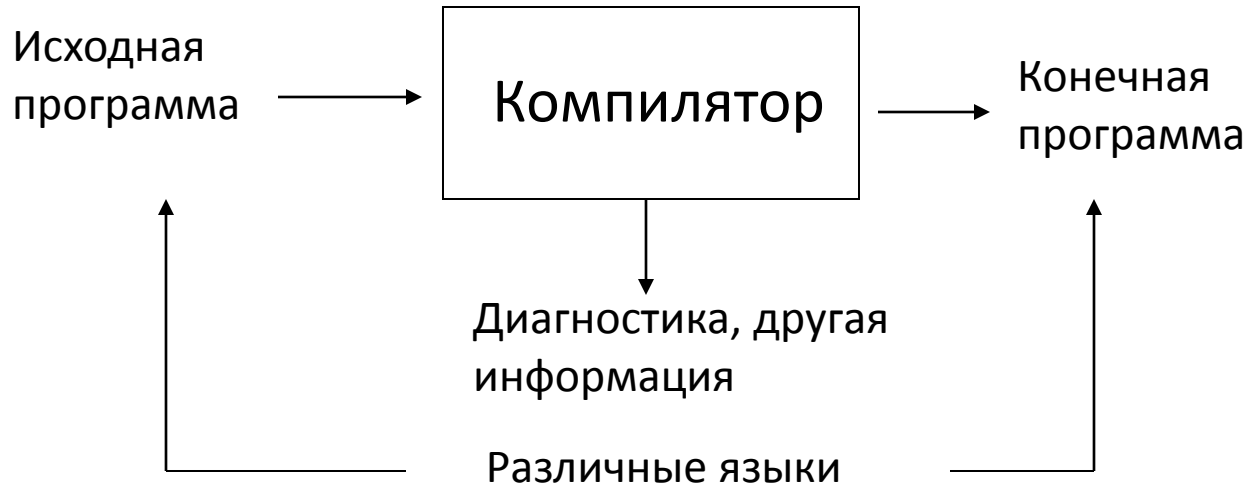 Исходная
программа
Компилятор
Конечная
программа
Диагностика, другая
информация
Различные языки